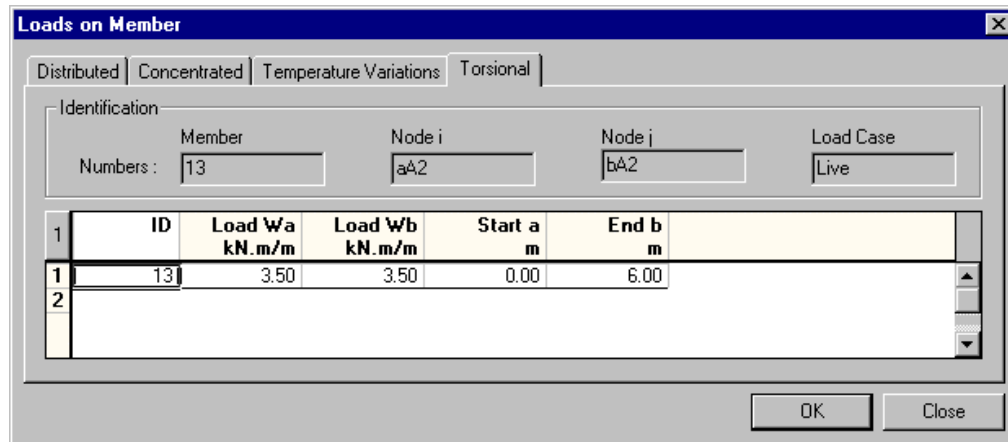 Loads on Member
Distributed Concentrated Temperature Variations Torsional
Identification
Member Node i Node j Load Case
Numbers : 13 aA2 bA2 Live
1 ID Load Wa Load Wb Start a End b
kN.m/m kN.m/m m m
1 13 3.50 3.50 0.00 6.00
2
OK Close